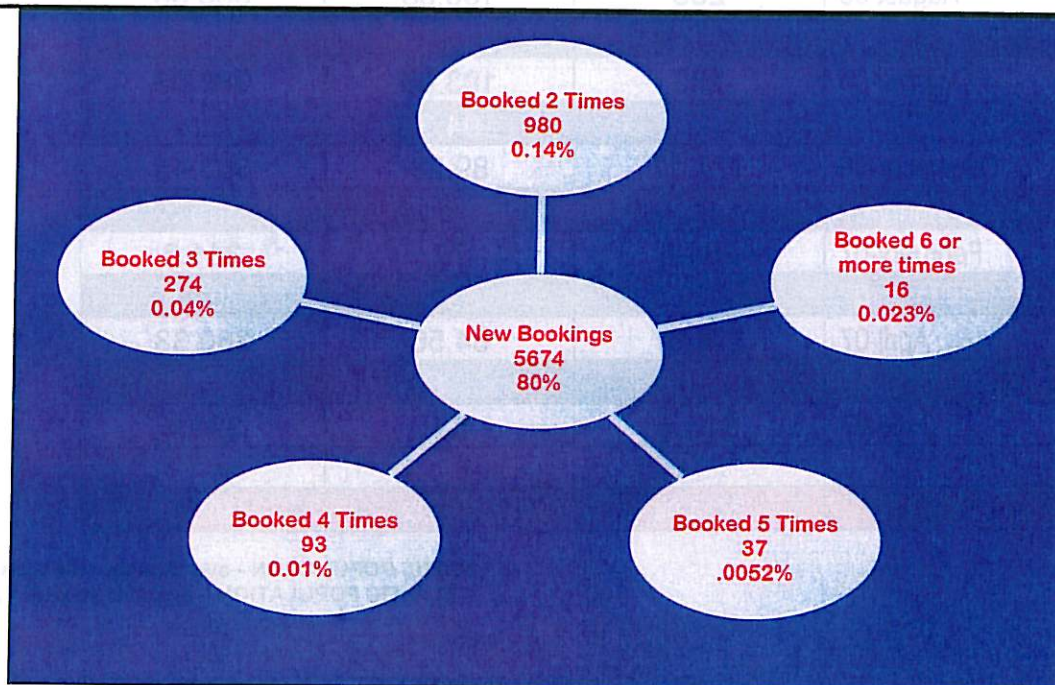 Booked 2 Times
980
0.14%
Booked 3 Times
274
0.04%
Booked 6 or
more times
16
0.023%
New Bookings
5674
80%
Booked 4 Times
93
0.01%
Booked 5 Times
37
.0052%